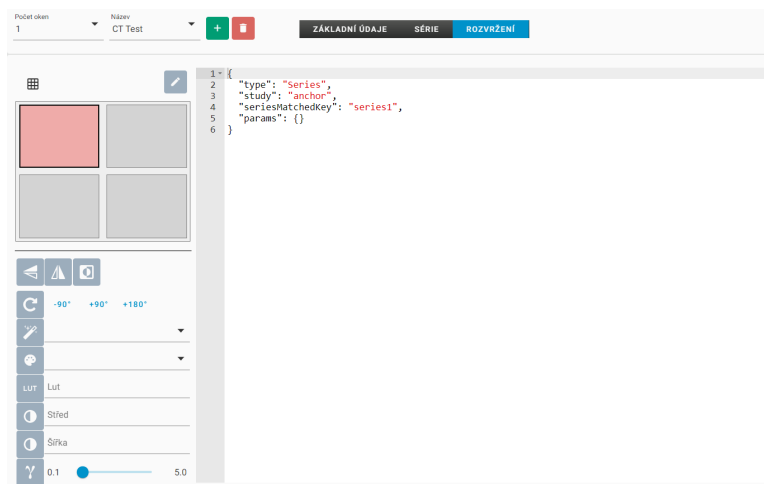 Počet oken
1
Název
CT Test
+
ZÁKLADNÍ ÚDAJE
SÉRIE
ROZVRŽENÍ
1 {
2 "type": "Series",
3 "study": "anchor",
4 "seriesMatchedKey": "series1",
5 "params": {}
6 }
-90°
+90°
+180°
LUT
Lut
Střed
Šířka
0.1
5.0